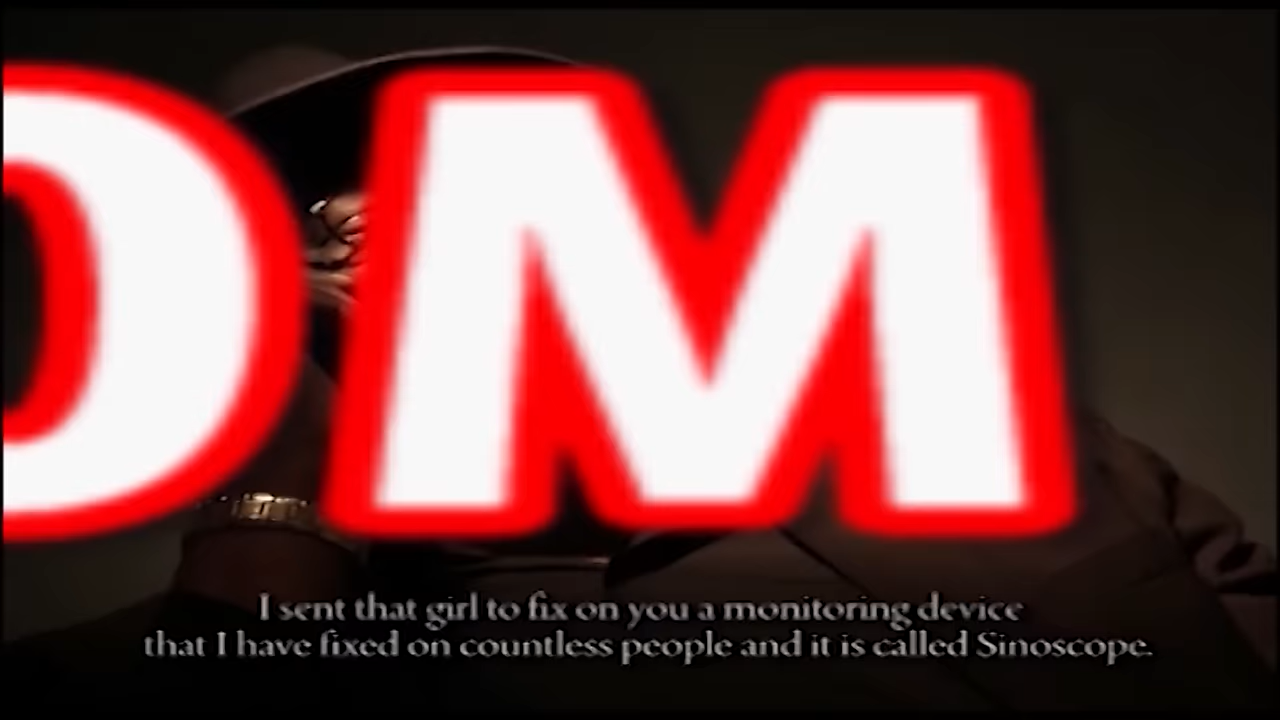 OM
I sent that girl to fix on you a monitoring device
that I have fixed on countless people and it is called Sinoscope.